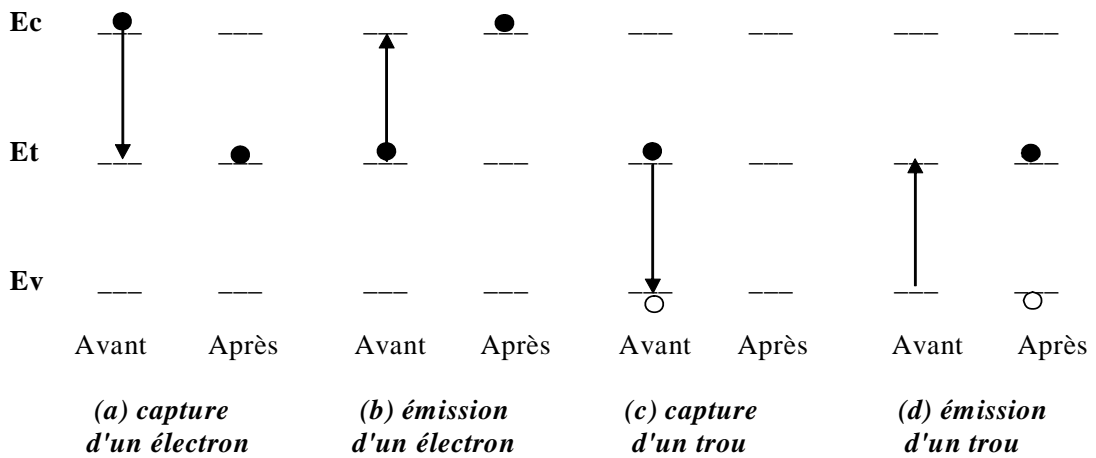 Ec
Et
Ev
Avant Après Avant Après Avant Après Avant Après
(a) capture d'un électron
(b) émission d'un électron
(c) capture d'un trou
(d) émission d'un trou